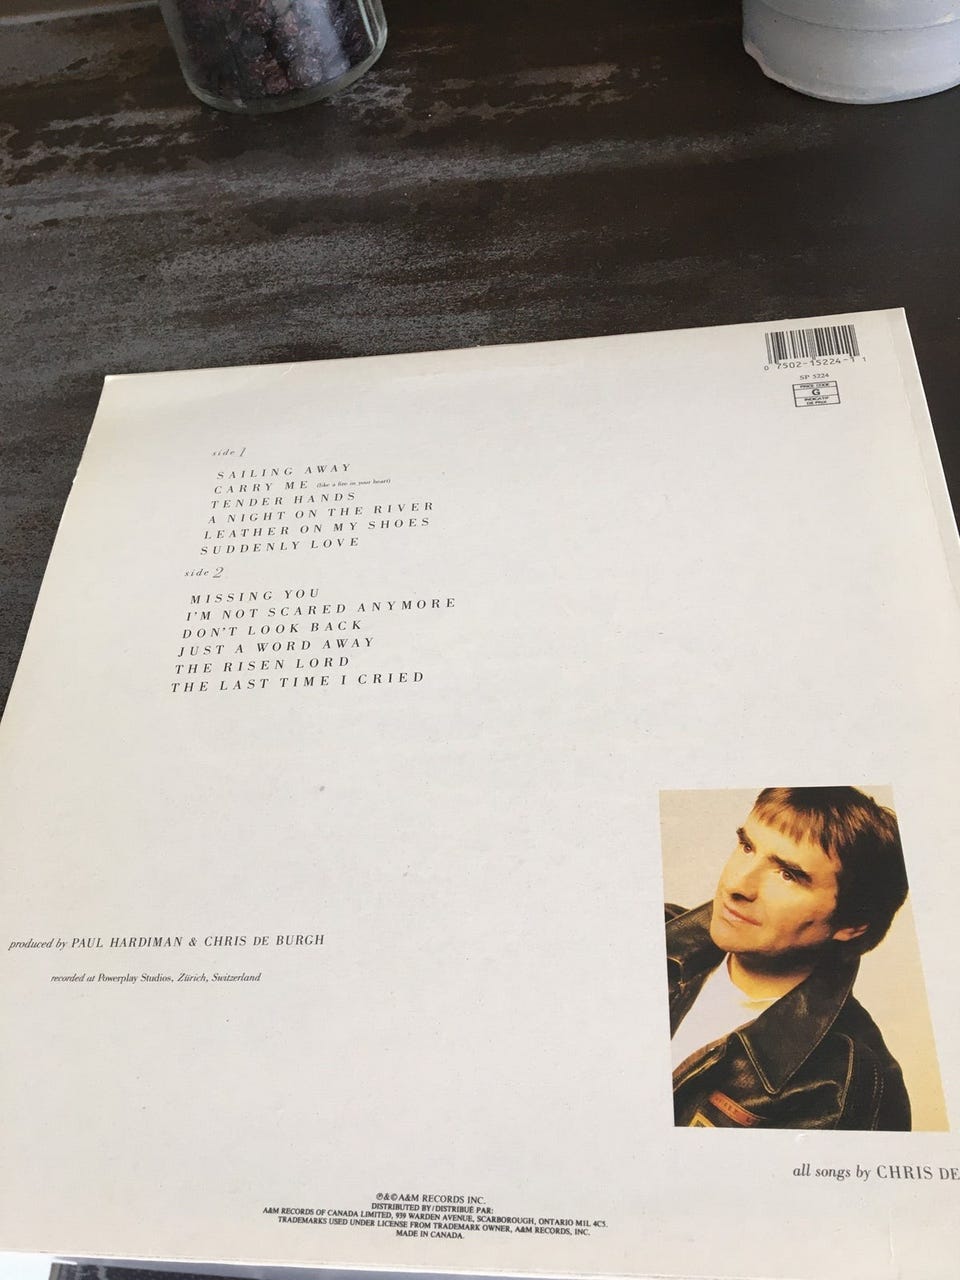 0 7502-15224-1 1
SP 5224
PRICE CODE
G
INDICATIF
DE PRIX
side 1
SAILING AWAY
CARRY ME (like a fire in your heart)
TENDER HANDS
A NIGHT ON THE RIVER
LEATHER ON MY SHOES
SUDDENLY LOVE
side 2
MISSING YOU
I'M NOT SCARED ANYMORE
DON'T LOOK BACK
JUST A WORD AWAY
THE RISEN LORD
THE LAST TIME I CRIED
produced by PAUL HARDIMAN & CHRIS DE BURGH
recorded at Powerplay Studios, Zürich, Switzerland
all songs by CHRIS DE
℗&©A&M RECORDS INC.
DISTRIBUTED BY/DISTRIBUÉ PAR:
A&M RECORDS OF CANADA LIMITED, 939 WARDEN AVENUE, SCARBOROUGH, ONTARIO M1L 4C5.
TRADEMARKS USED UNDER LICENSE FROM TRADEMARK OWNER, A&M RECORDS, INC.
MADE IN CANADA.